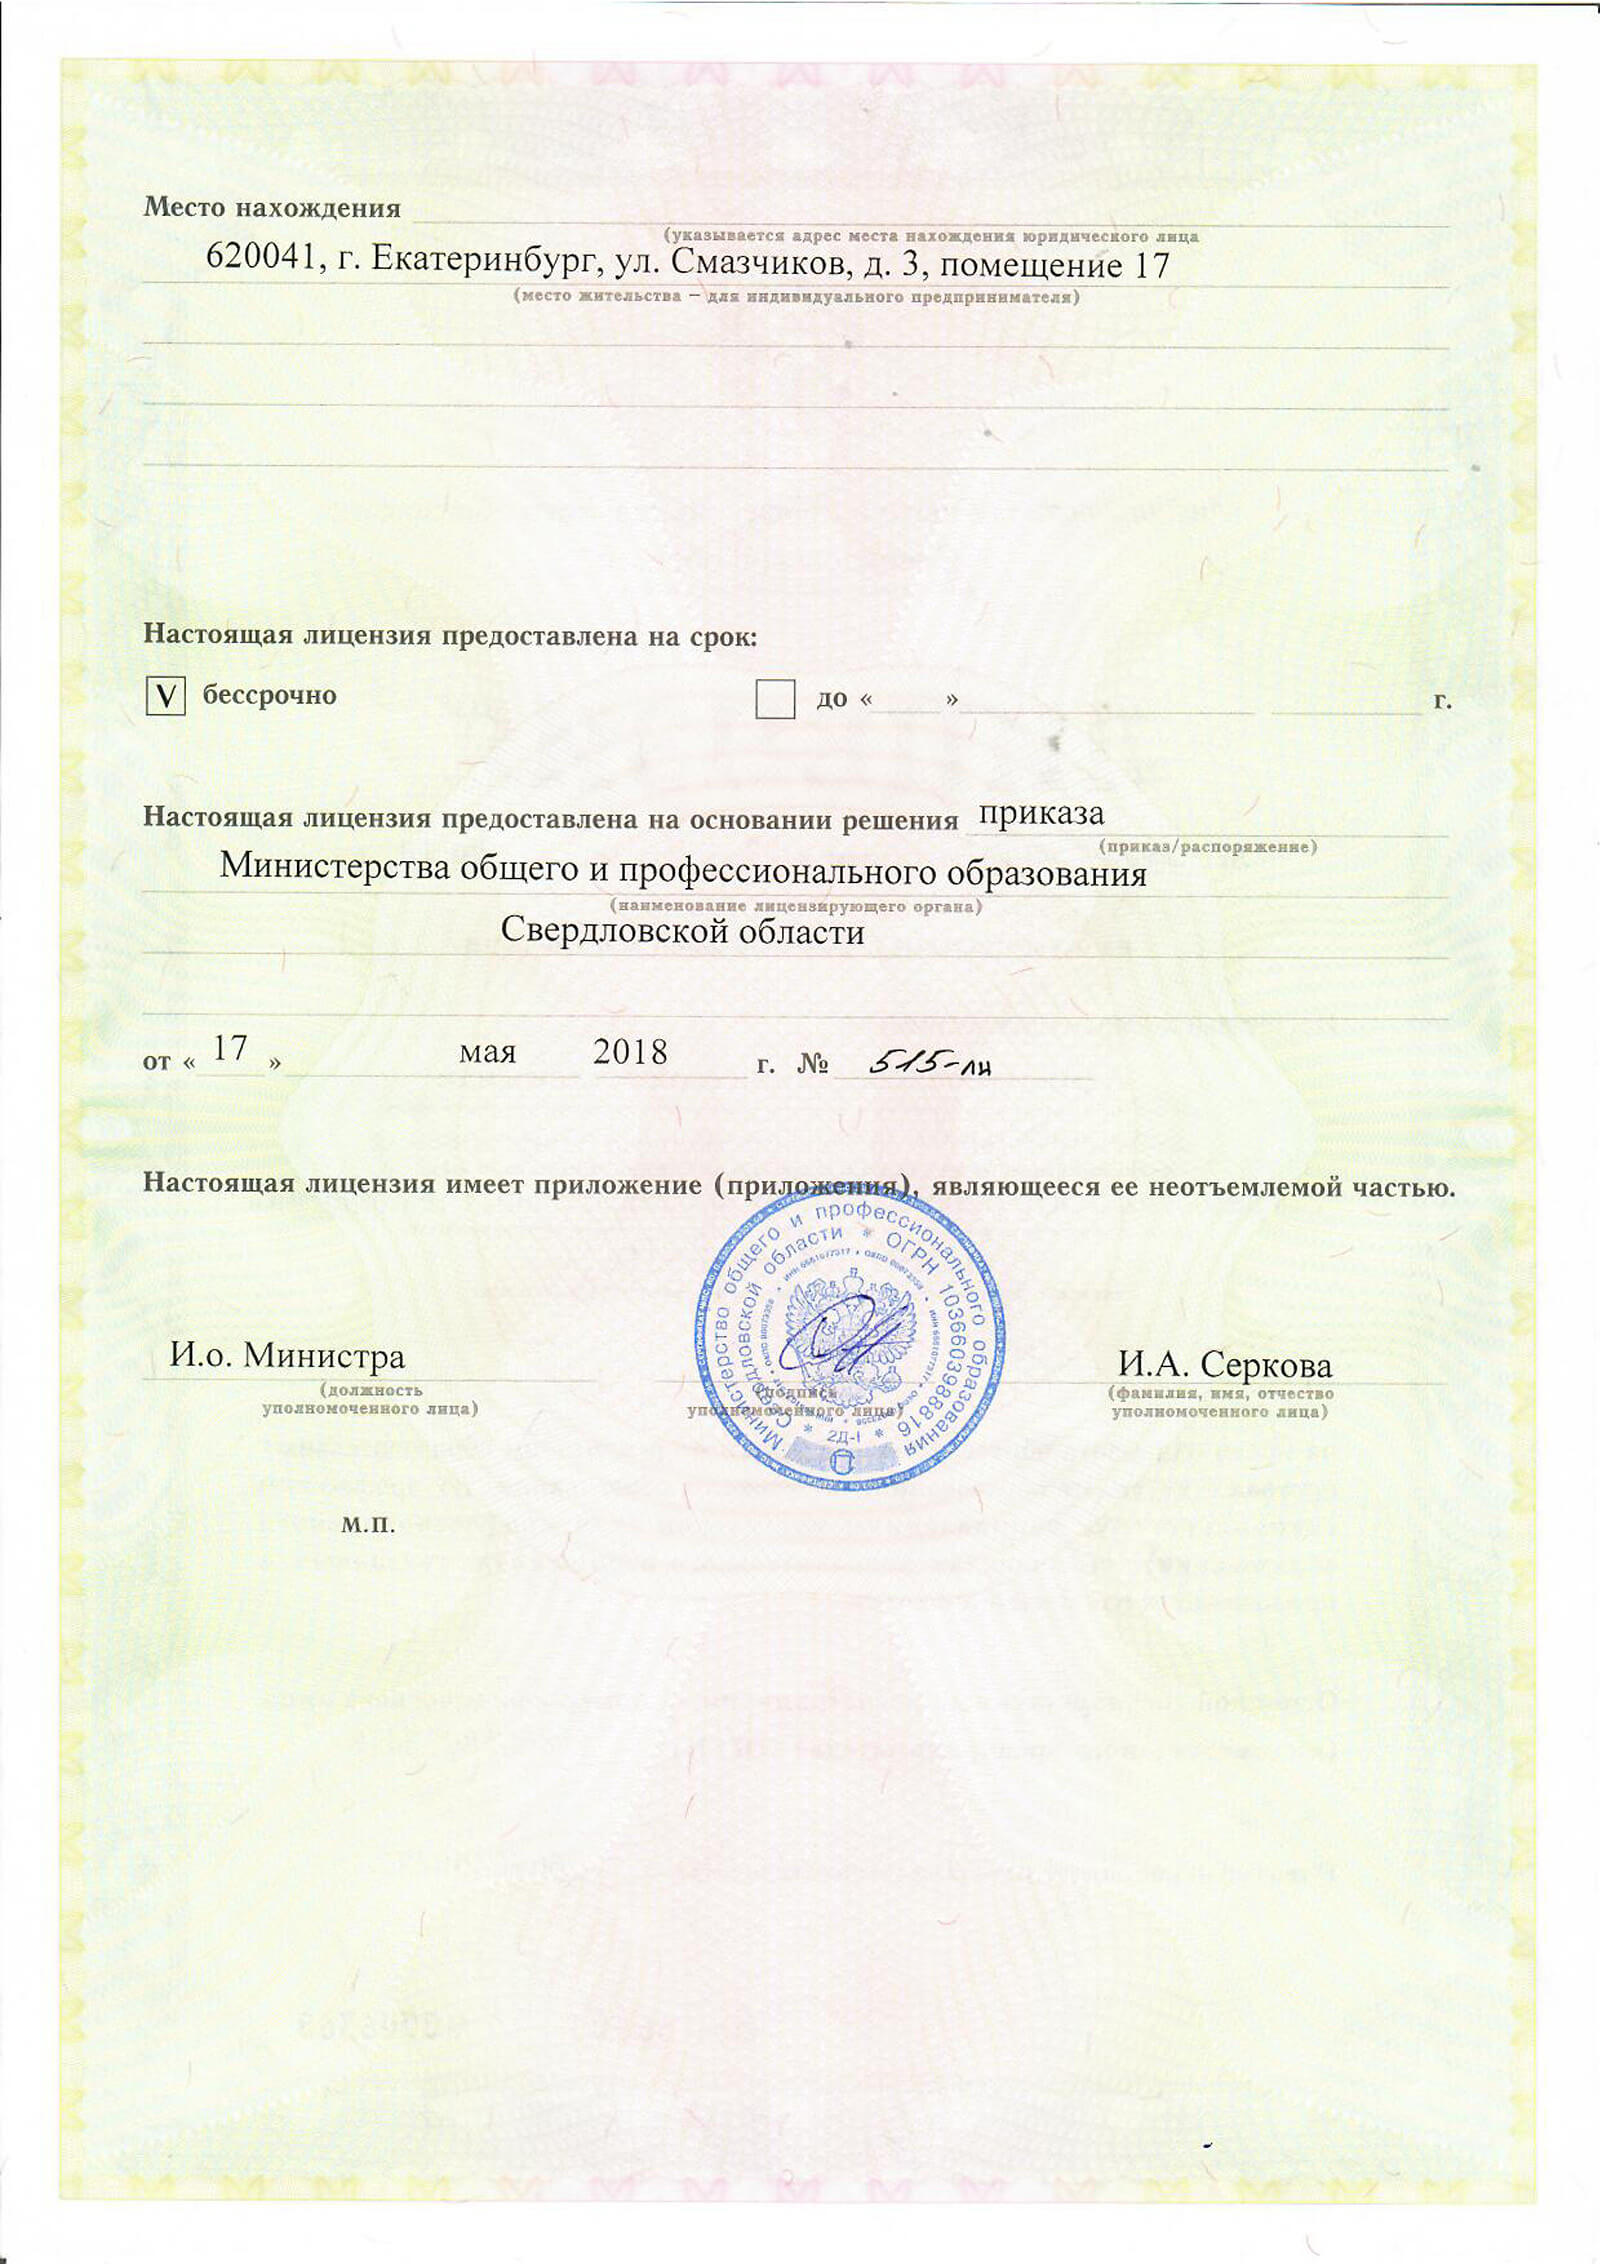 Место нахождения
(указывается адрес места нахождения юридического лица
620041, г. Екатеринбург, ул. Смазчиков, д. 3, помещение 17
(место жительства – для индивидуального предпринимателя)
Настоящая лицензия предоставлена на срок:
V бессрочно до « » г.
Настоящая лицензия предоставлена на основании решения приказа
(приказ/распоряжение)
Министерства общего и профессионального образования
(наименование лицензирующего органа)
Свердловской области
от « 17 » мая 2018 г. № 515-ли
Настоящая лицензия имеет приложение (приложения), являющееся ее неотъемлемой частью.
Министерство общего и профессионального образования
Свердловской области * ОГРН 1036603988816 *
2Д-I
И.о. Министра
И.А. Серкова
(должность
уполномоченного лица)
(подпись
уполномоченного лица)
(фамилия, имя, отчество
уполномоченного лица)
М.П.